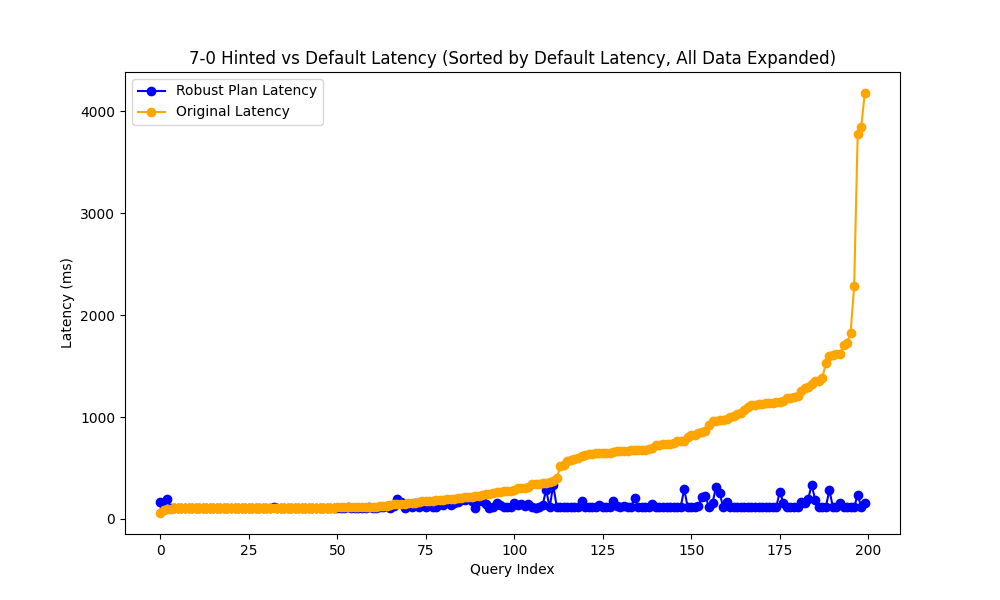 7-0 Hinted vs Default Latency (Sorted by Default Latency, All Data Expanded)
Robust Plan Latency
Original Latency
4000
3000
2000
1000
0
Latency (ms)
0 25 50 75 100 125 150 175 200
Query Index